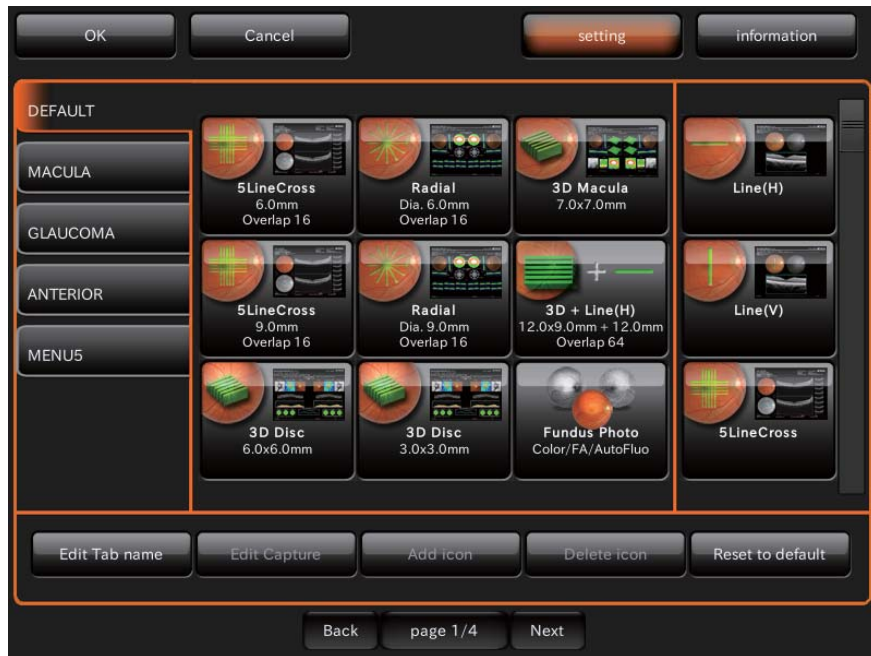 OK
Cancel
setting
information
DEFAULT
MACULA
GLAUCOMA
ANTERIOR
MENU5
5LineCross
6.0mm
Overlap 16
Radial
Dia. 6.0mm
Overlap 16
3D Macula
7.0x7.0mm
5LineCross
9.0mm
Overlap 16
Radial
Dia. 9.0mm
Overlap 16
3D + Line(H)
12.0x9.0mm + 12.0mm
Overlap 64
3D Disc
6.0x6.0mm
3D Disc
3.0x3.0mm
Fundus Photo
Color/FA/AutoFluo
Line(H)
Line(V)
5LineCross
Edit Tab name
Edit Capture
Add icon
Delete icon
Reset to default
Back
page 1/4
Next